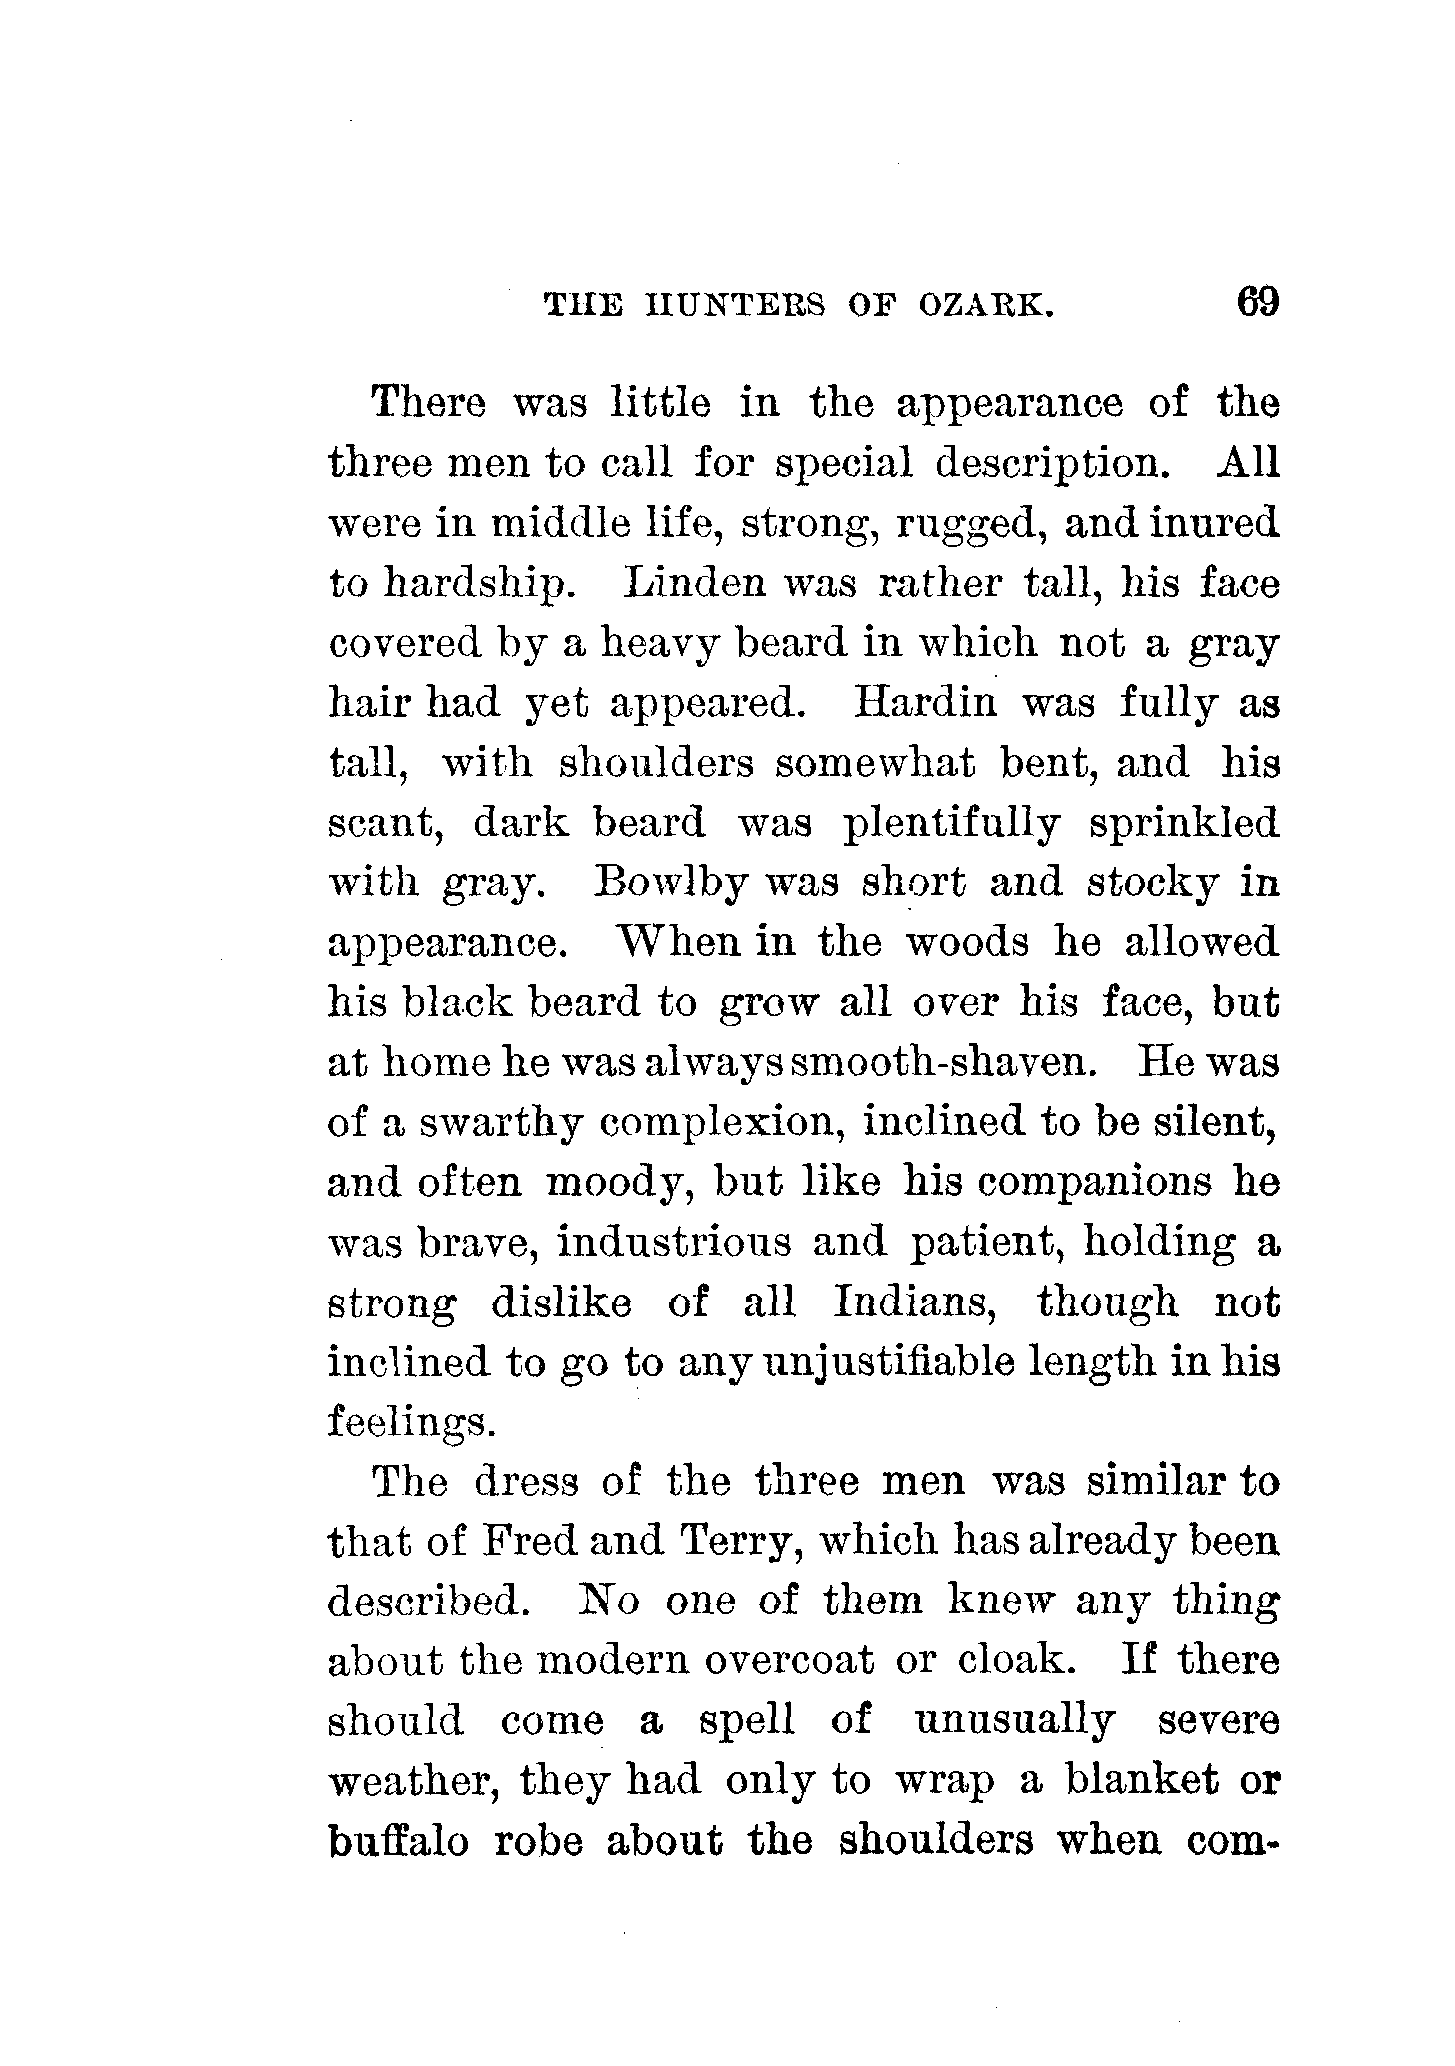 THE HUNTERS OF OZARK. 69
There was little in the appearance of the
three men to call for special description. All
were in middle life, strong, rugged, and inured
to hardship. Linden was rather tall, his face
covered by a heavy beard in which not a gray
hair had yet appeared. Hardin was fully as
tall, with shoulders somewhat bent, and his
scant, dark beard was plentifully sprinkled
with gray. Bowlby was short and stocky in
appearance. When in the woods he allowed
his black beard to grow all over his face, but
at home he was always smooth-shaven. He was
of a swarthy complexion, inclined to be silent,
and often moody, but like his companions he
was brave, industrious and patient, holding a
strong dislike of all Indians, though not
inclined to go to any unjustifiable length in his
feelings.
The dress of the three men was similar to
that of Fred and Terry, which has already been
described. No one of them knew any thing
about the modern overcoat or cloak. If there
should come a spell of unusually severe
weather, they had only to wrap a blanket or
buffalo robe about the shoulders when com-